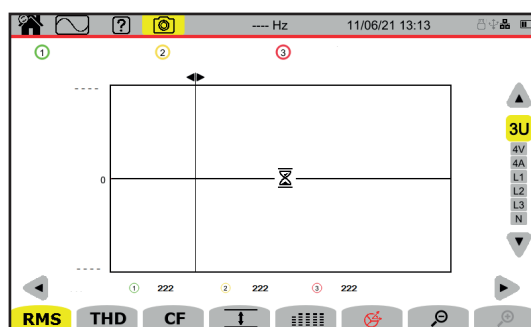 ? ---- Hz 11/06/21 13:13
1 2 3
----
3U
4V
4A
L1
L2
L3
N
0
----
1 222 2 222 3 222
RMS THD CF